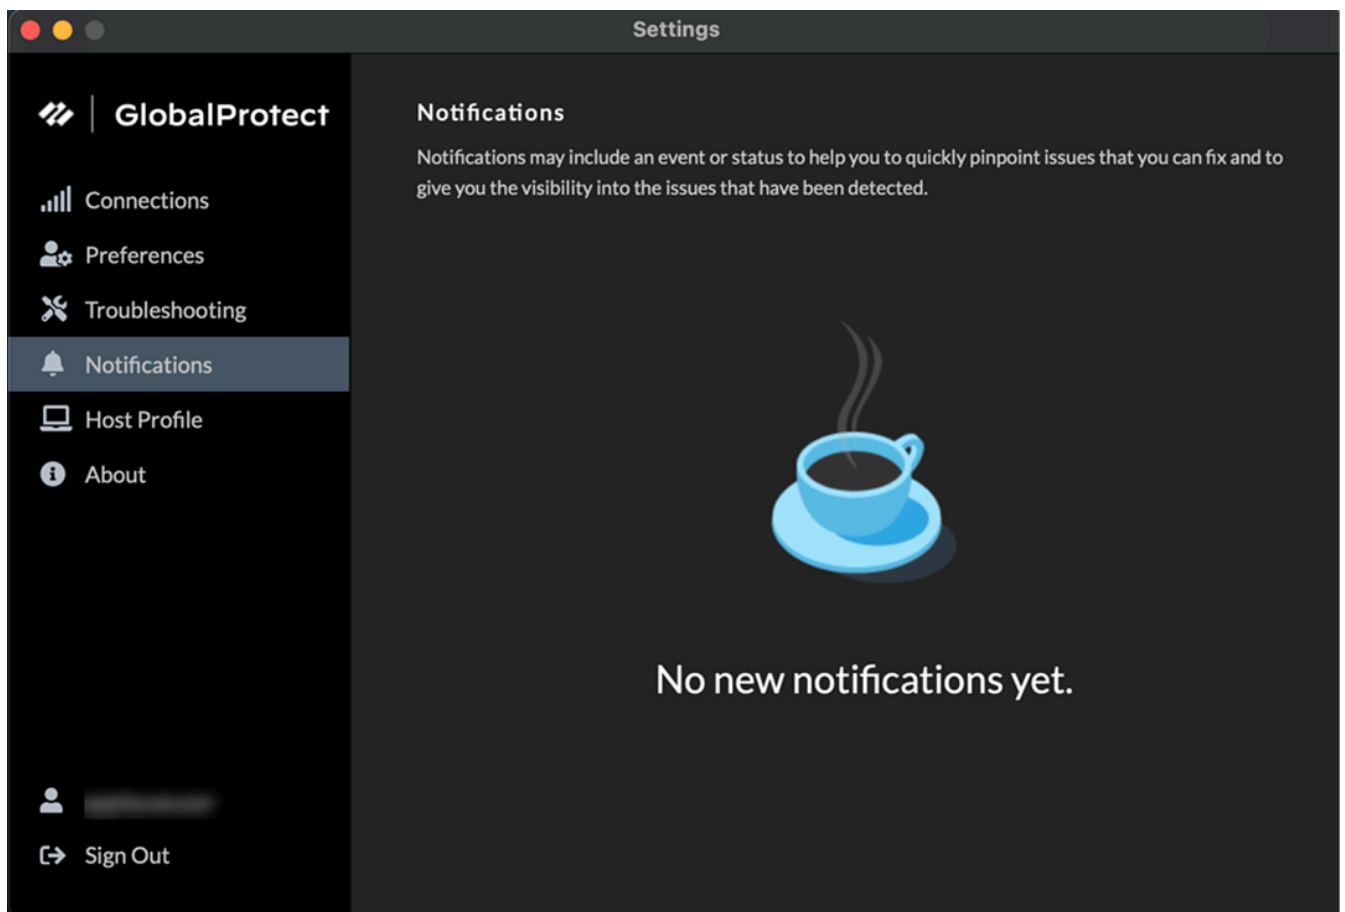 Settings
GlobalProtect
Connections
Preferences
Troubleshooting
Notifications
Host Profile
About
Sign Out
Notifications
Notifications may include an event or status to help you to quickly pinpoint issues that you can fix and to
give you the visibility into the issues that have been detected.
No new notifications yet.